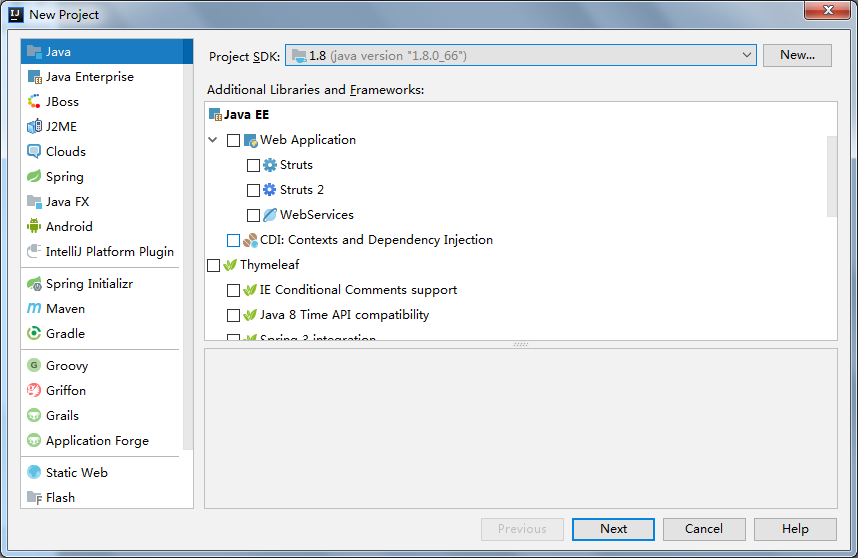 New Project
Java
Java Enterprise
JBoss
J2ME
Clouds
Spring
Java FX
Android
IntelliJ Platform Plugin
Spring Initializr
Maven
Gradle
Groovy
Griffon
Grails
Application Forge
Static Web
Flash
Project SDK: 1.8 (java version "1.8.0_66") New...
Additional Libraries and Frameworks:
Java EE
Web Application
Struts
Struts 2
WebServices
CDI: Contexts and Dependency Injection
Thymeleaf
IE Conditional Comments support
Java 8 Time API compatibility
Spring 3 integration
Previous Next Cancel Help